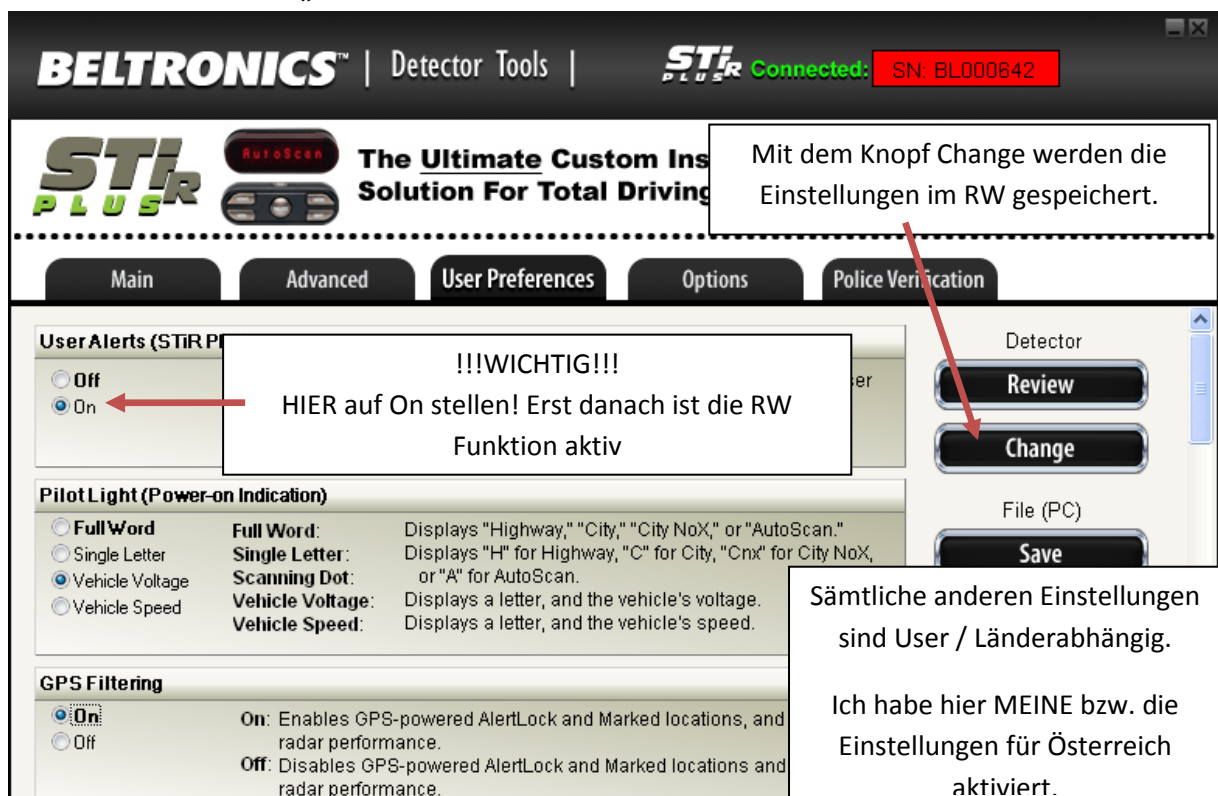 „
BELTRONICS™ | Detector Tools | STiR PLUS Connected: SN: BL000642
STiR PLUS
AutoScan
The Ultimate Custom Ins
Solution For Total Driving
Mit dem Knopf Change werden die
Einstellungen im RW gespeichert.
Main Advanced User Preferences Options Police Verification
User Alerts (STiR Pl
Off
On
ser
!!!WICHTIG!!!
HIER auf On stellen! Erst danach ist die RW
Funktion aktiv
Detector
Review
Change
File (PC)
Save
Pilot Light (Power-on Indication)
Full Word
Single Letter
Vehicle Voltage
Vehicle Speed
Full Word: Displays "Highway," "City," "City NoX," or "AutoScan."
Single Letter: Displays "H" for Highway, "C" for City, "Cnx" for City NoX,
Scanning Dot: or "A" for AutoScan.
Vehicle Voltage: Displays a letter, and the vehicle's voltage.
Vehicle Speed: Displays a letter, and the vehicle's speed.
GPS Filtering
On
Off
On: Enables GPS-powered AlertLock and Marked locations, and
radar performance.
Off: Disables GPS-powered AlertLock and Marked locations and
radar performance.
Sämtliche anderen Einstellungen
sind User / Länderabhängig.
Ich habe hier MEINE bzw. die
Einstellungen für Österreich
aktiviert.